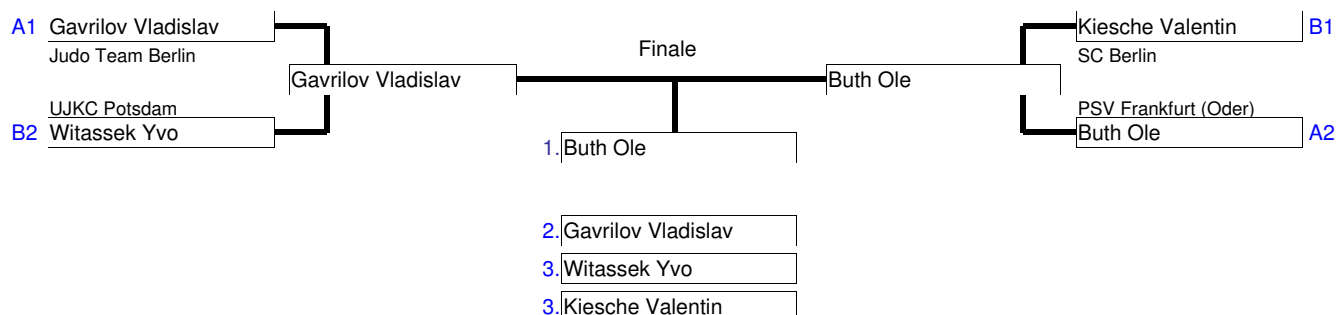 A1 Gavrilov Vladislav
Judo Team Berlin
UJKC Potsdam
B2 Witassek Yvo
Gavrilov Vladislav
Finale
Buth Ole
Kiesche Valentin B1
SC Berlin
PSV Frankfurt (Oder)
Buth Ole A2
1. Buth Ole
2. Gavrilov Vladislav
3. Witassek Yvo
3. Kiesche Valentin